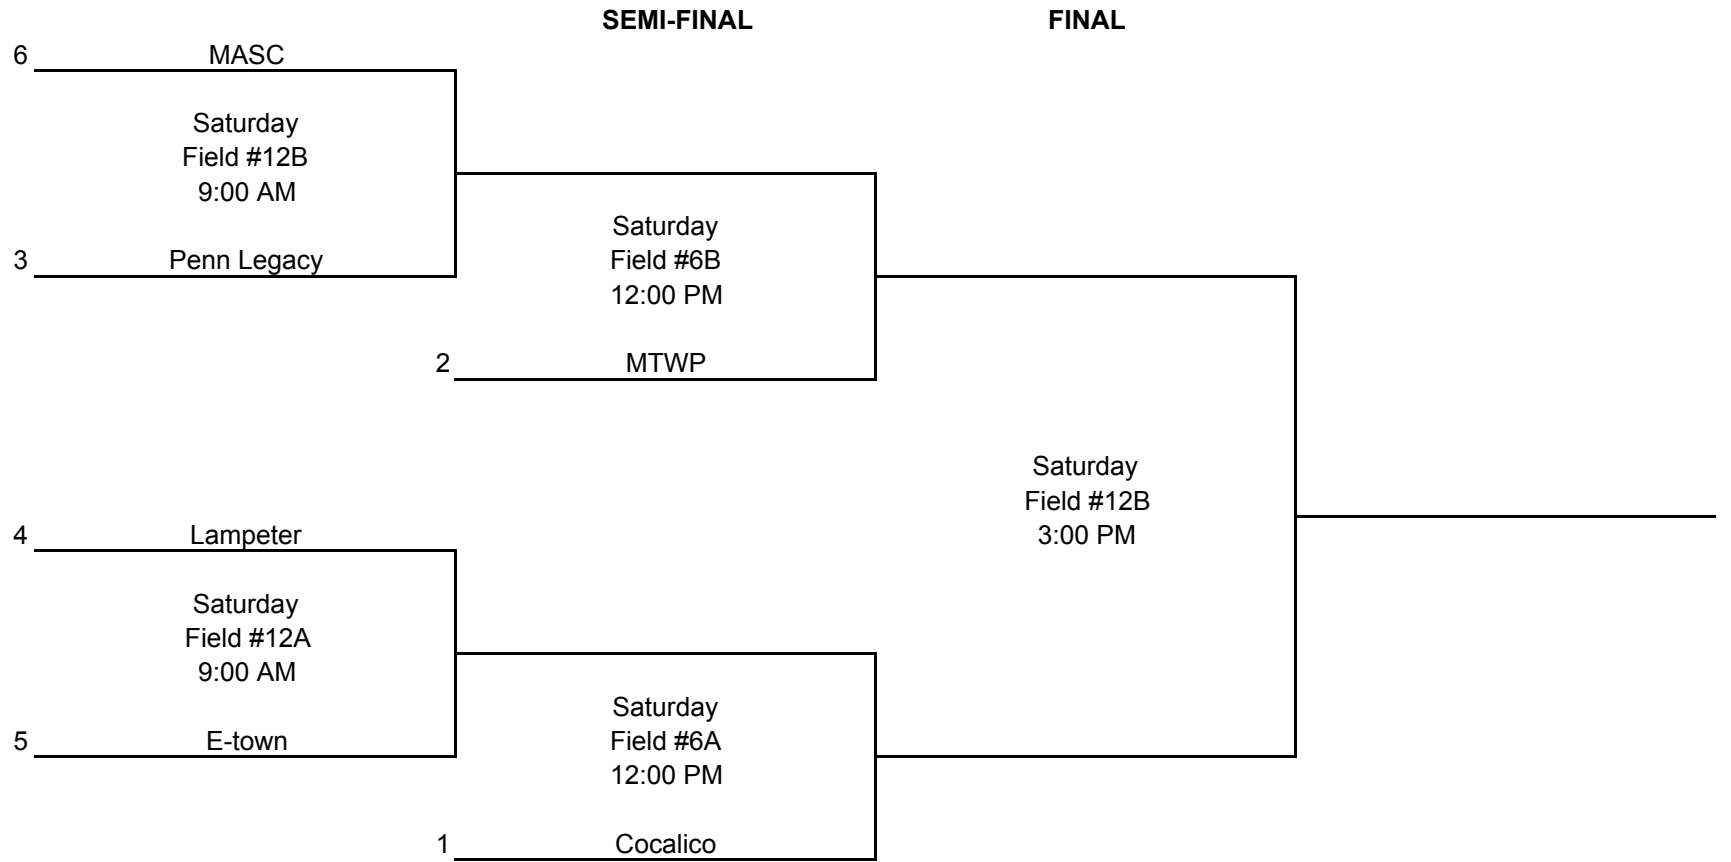 SEMI-FINAL FINAL
6 MASC
Saturday
Field #12B
9:00 AM
3 Penn Legacy
Saturday
Field #6B
12:00 PM
2 MTWP
Saturday
Field #12B
3:00 PM
4 Lampeter
Saturday
Field #12A
9:00 AM
5 E-town
Saturday
Field #6A
12:00 PM
1 Cocalico